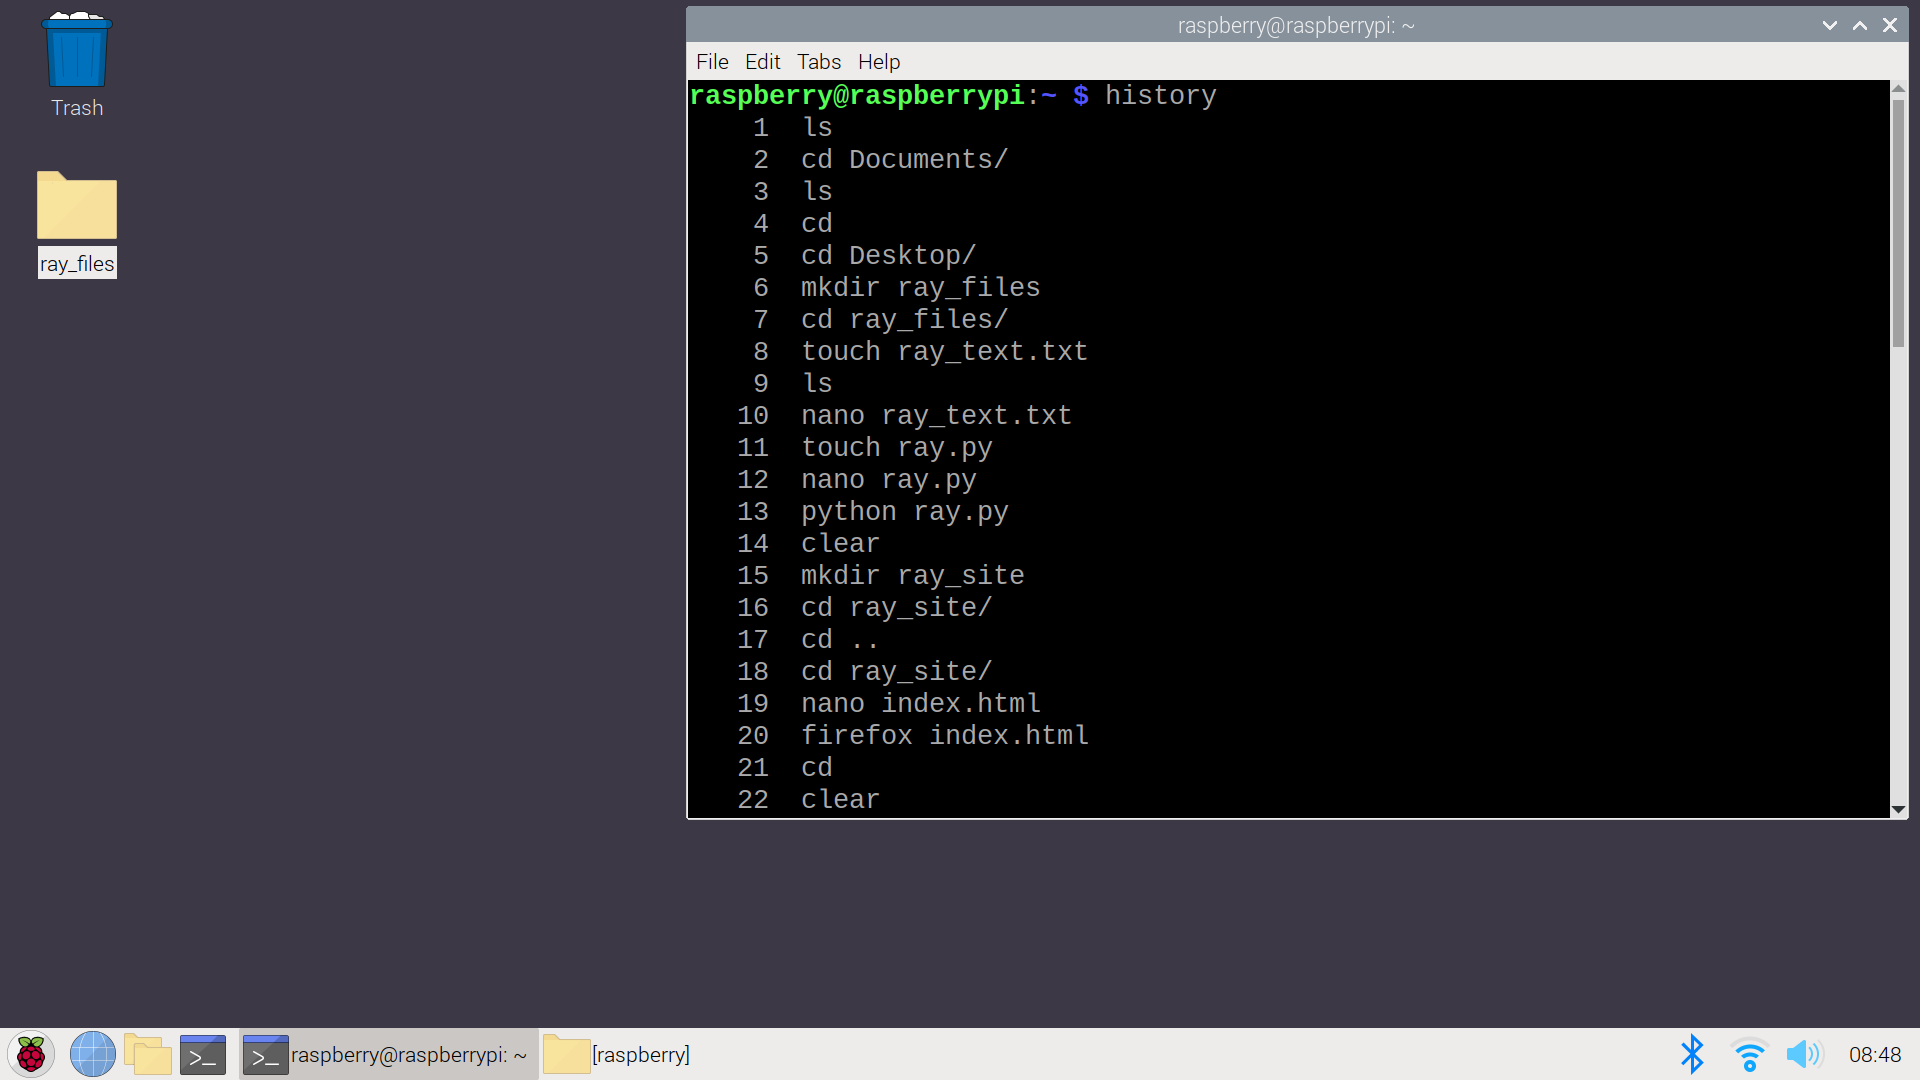 Trash
ray_files
raspberry@raspberrypi: ~
File Edit Tabs Help
raspberry@raspberrypi:~ $ history
1 ls
2 cd Documents/
3 ls
4 cd
5 cd Desktop/
6 mkdir ray_files
7 cd ray_files/
8 touch ray_text.txt
9 ls
10 nano ray_text.txt
11 touch ray.py
12 nano ray.py
13 python ray.py
14 clear
15 mkdir ray_site
16 cd ray_site/
17 cd ..
18 cd ray_site/
19 nano index.html
20 firefox index.html
21 cd
22 clear
>_ >_ raspberry@raspberrypi: ~ [raspberry] 08:48